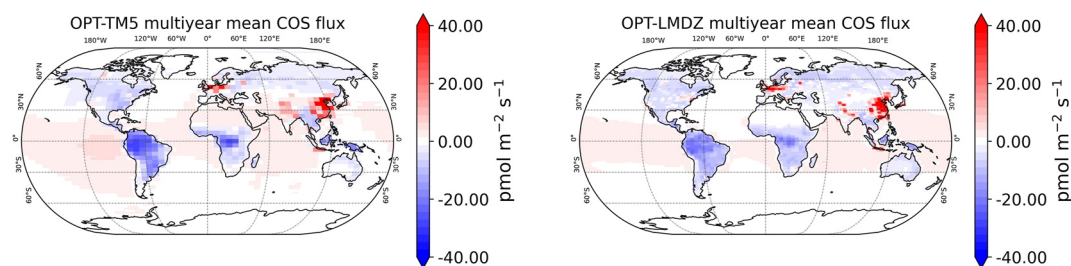 OPT-TM5 multiyear mean COS flux
180°W 120°W 60°W 0° 60°E 120°E 180°E
60°N 60°N
30°N 30°N
0° 0°
30°S 30°S
60°S 60°S
40.00
20.00
0.00
-20.00
-40.00
pmol m⁻² s⁻¹
OPT-LMDZ multiyear mean COS flux
180°W 120°W 60°W 0° 60°E 120°E 180°E
60°N 60°N
30°N 30°N
0° 0°
30°S 30°S
60°S 60°S
40.00
20.00
0.00
-20.00
-40.00
pmol m⁻² s⁻¹